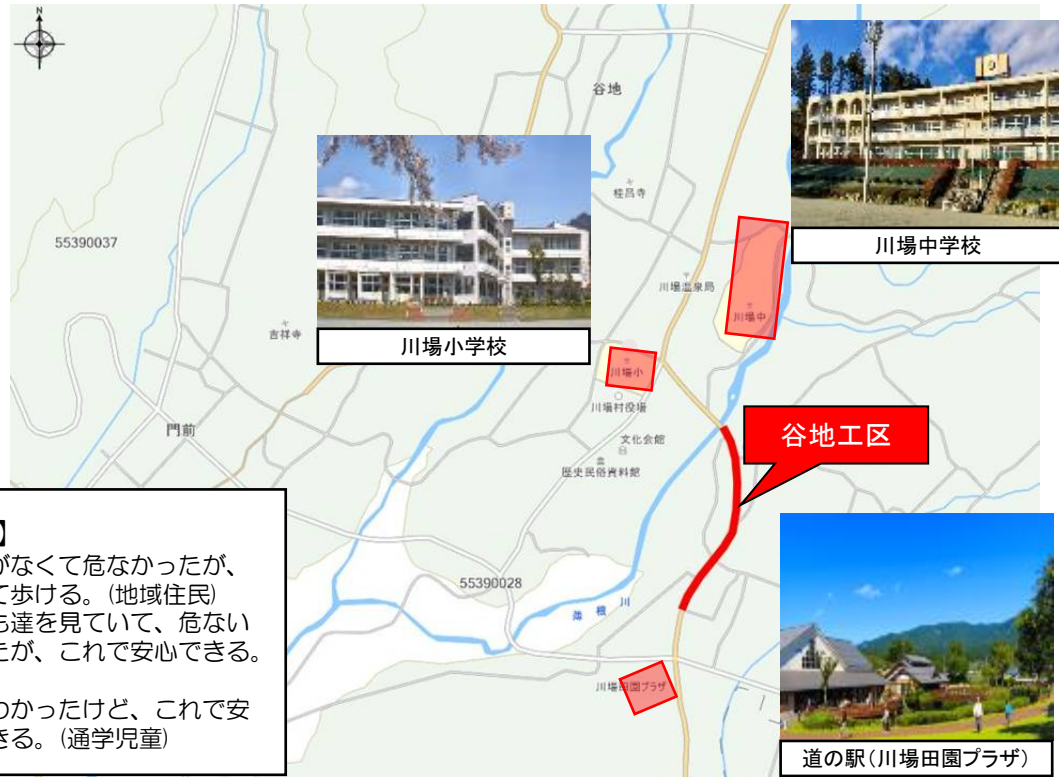 谷地
桂昌寺
川場中学校
55390037
川場温泉局
川場中
吉祥寺
川場小学校
川場小
川場村役場
谷地工区
門前
文化会館
歴史民俗資料館
】
がなくて危なかったが、
て歩ける。(地域住民)
も達を見ていて、危ない
たが、これで安心できる。
わかったけど、これで安
きる。(通学児童)
55390028
薄根川
川場田園プラザ
道の駅(川場田園プラザ)